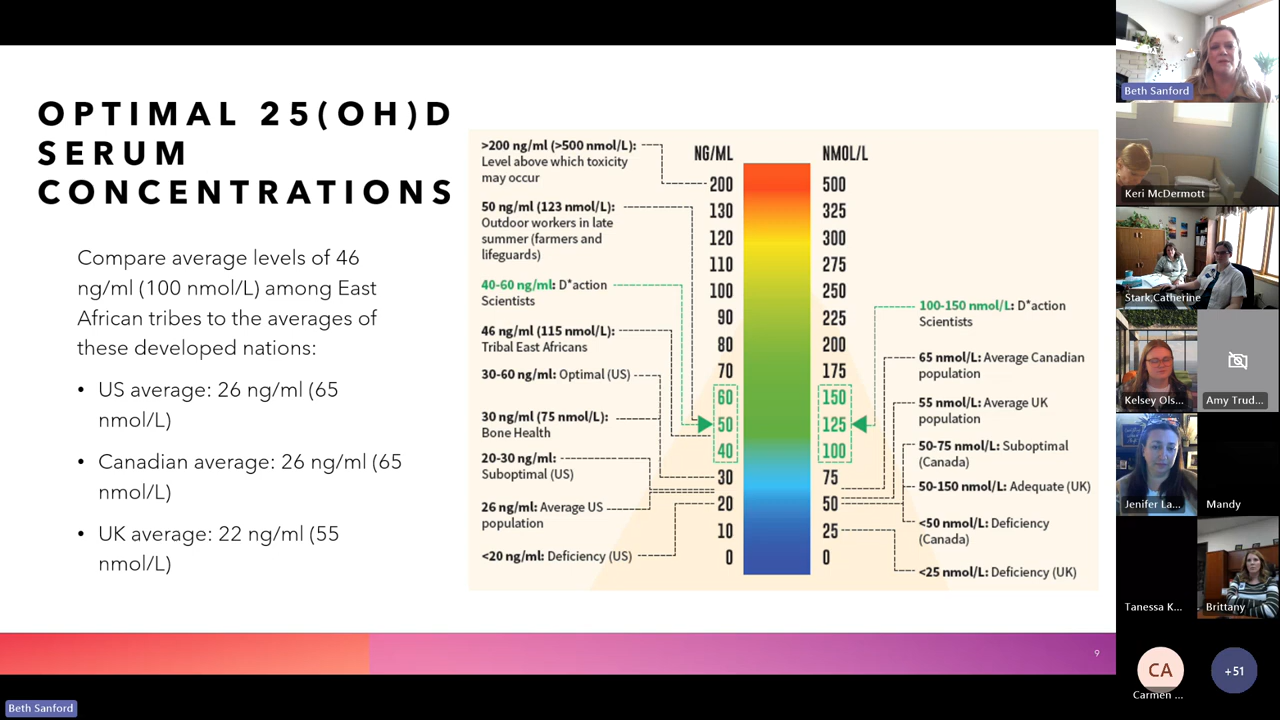 OPTIMAL 25(OH)D
SERUM
CONCENTRATIONS
Compare average levels of 46
ng/ml (100 nmol/L) among East
African tribes to the averages of
these developed nations:
• US average: 26 ng/ml (65
nmol/L)
• Canadian average: 26 ng/ml (65
nmol/L)
• UK average: 22 ng/ml (55
nmol/L)
>200 ng/ml (>500 nmol/L):
Level above which toxicity
may occur
50 ng/ml (123 nmol/L):
Outdoor workers in late
summer (farmers and
lifeguards)
40-60 ng/ml: D*action
Scientists
46 ng/ml (115 nmol/L):
Tribal East Africans
30-60 ng/ml: Optimal (US)
30 ng/ml (75 nmol/L):
Bone Health
20-30 ng/ml:
Suboptimal (US)
26 ng/ml: Average US
population
<20 ng/ml: Deficiency (US)
NG/ML
200
130
120
110
100
90
80
70
60
50
40
30
20
10
0
NMOL/L
500
325
300
275
250
225
200
175
150
125
100
75
50
25
0
100-150 nmol/L: D*action
Scientists
65 nmol/L: Average Canadian
population
55 nmol/L: Average UK
population
50-75 nmol/L: Suboptimal
(Canada)
50-150 nmol/L: Adequate (UK)
<50 nmol/L: Deficiency
(Canada)
<25 nmol/L: Deficiency (UK)
9
Beth Sanford
Beth Sanford
Keri McDermott
Stark,Catherine
Kelsey Ols...
Amy Trud...
Jenifer La...
Mandy
Tanessa K...
Brittany
CA
Carmen ...
+51